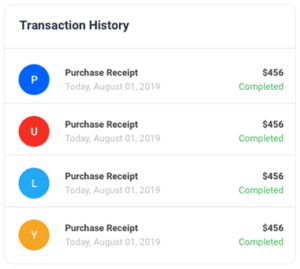 Transaction History
P
Purchase Receipt
$456
Today, August 01, 2019
Completed
U
Purchase Receipt
$456
Today, August 01, 2019
Completed
L
Purchase Receipt
$456
Today, August 01, 2019
Completed
Y
Purchase Receipt
$456
Today, August 01, 2019
Completed